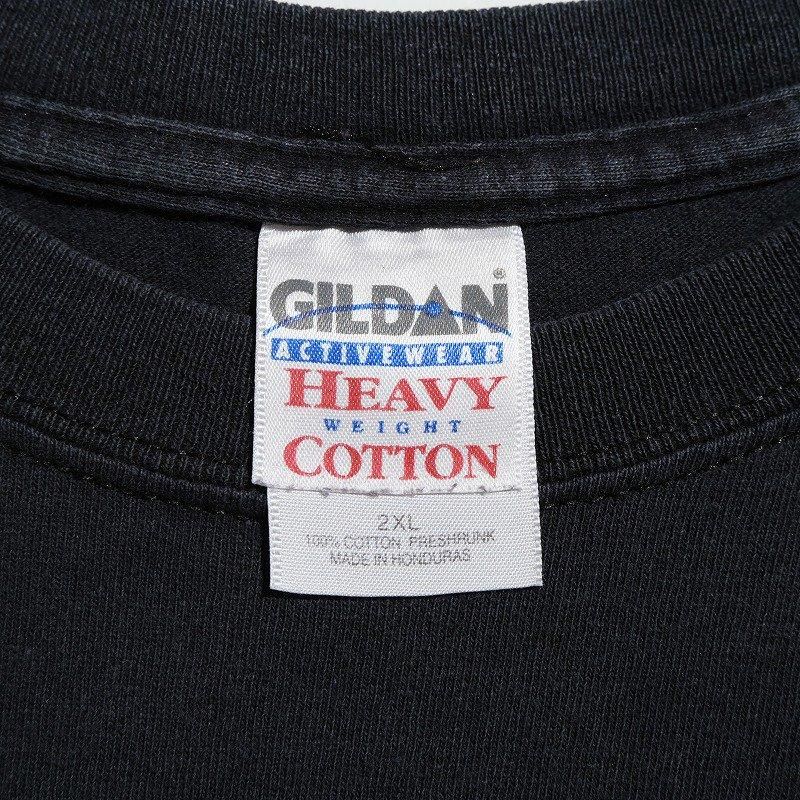 GILDAN®
ACTIVEWEAR
HEAVY
WEIGHT
COTTON
2XL
100% COTTON PRESHRUNK
MADE IN HONDURAS